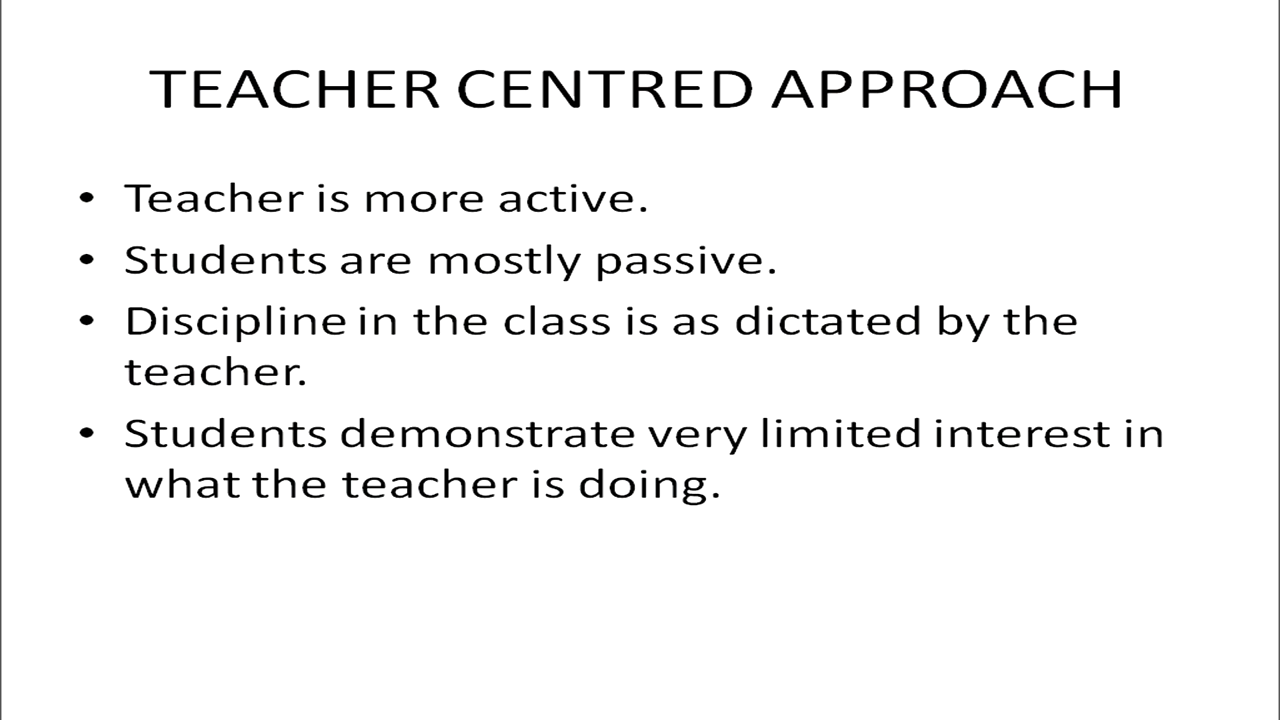 TEACHER CENTRED APPROACH
• Teacher is more active.
• Students are mostly passive.
• Discipline in the class is as dictated by the
teacher.
• Students demonstrate very limited interest in
what the teacher is doing.